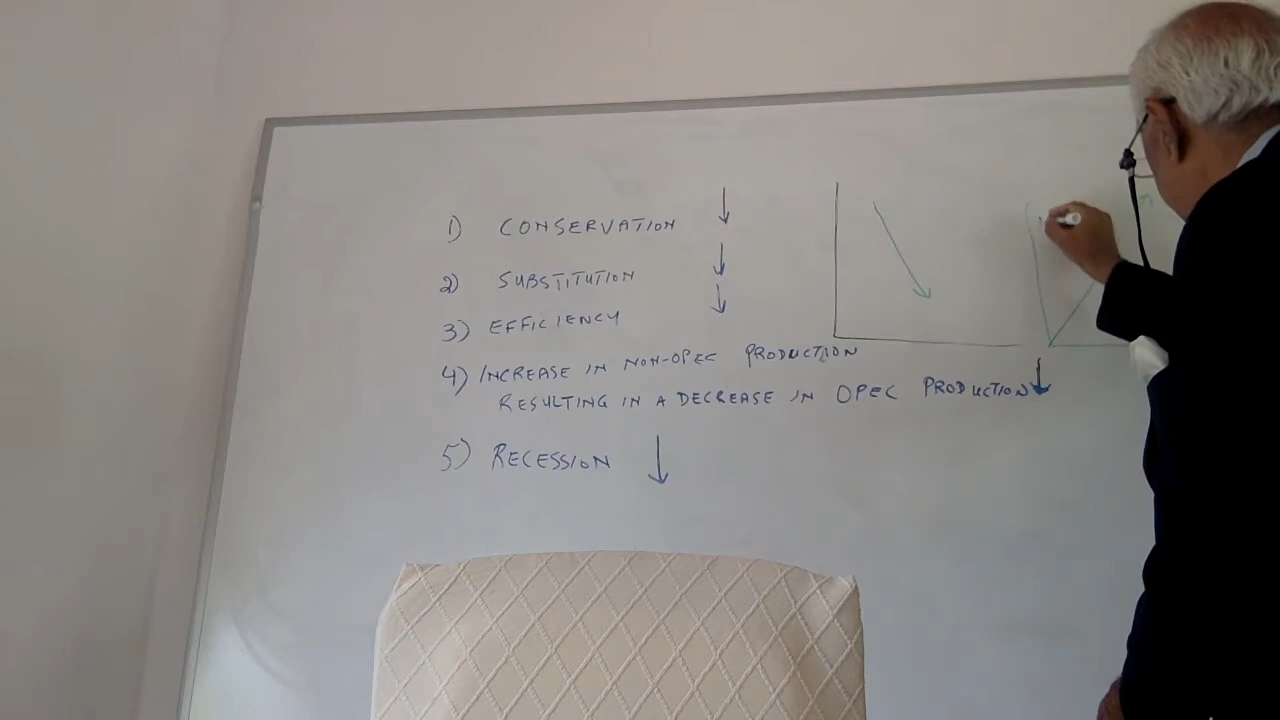 1) CONSERVATION
2) SUBSTITUTION
3) EFFICIENCY
4) INCREASE IN NON-OPEC PRODUCTION
RESULTING IN A DECREASE IN OPEC PRODUCTION
5) RECESSION